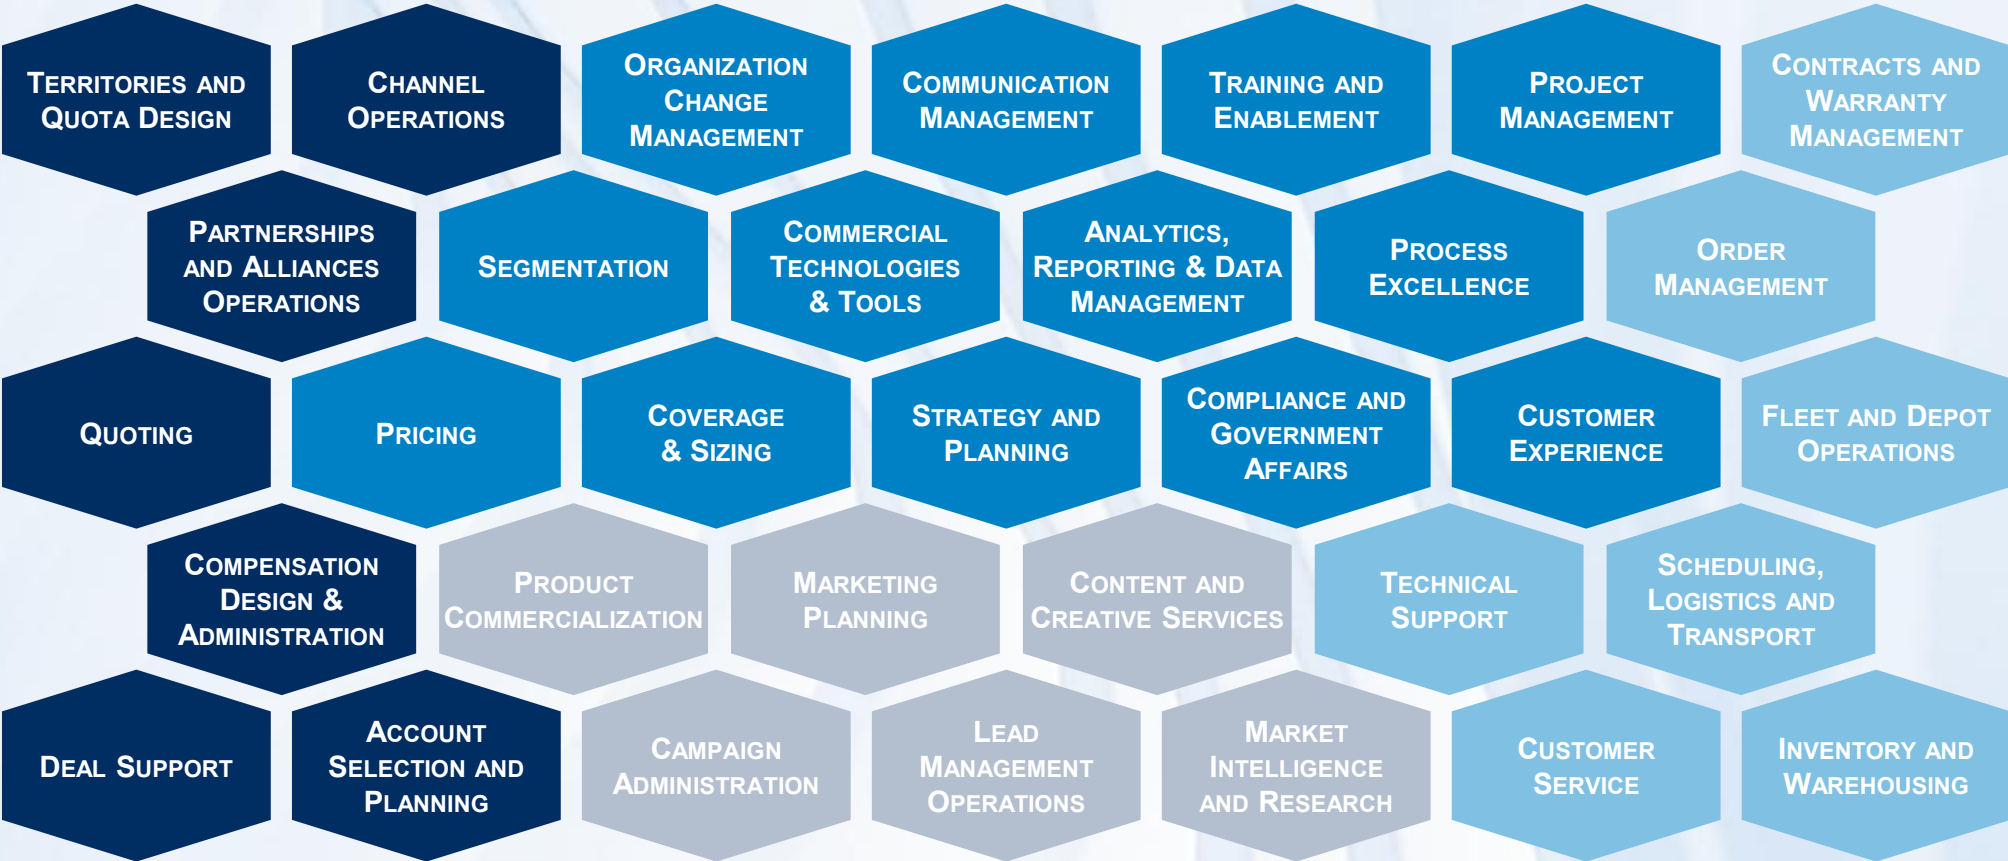 Territories and
Quota Design
Channel
Operations
Organization
Change
Management
Communication
Management
Training and
Enablement
Project
Management
Contracts and
Warranty
Management
Partnerships
and Alliances
Operations
Segmentation
Commercial
Technologies
& Tools
Analytics,
Reporting & Data
Management
Process
Excellence
Order
Management
Quoting
Pricing
Coverage
& Sizing
Strategy and
Planning
Compliance and
Government
Affairs
Customer
Experience
Fleet and Depot
Operations
Compensation
Design &
Administration
Product
Commercialization
Marketing
Planning
Content and
Creative Services
Technical
Support
Scheduling,
Logistics and
Transport
Deal Support
Account
Selection and
Planning
Campaign
Administration
Lead
Management
Operations
Market
Intelligence
and Research
Customer
Service
Inventory and
Warehousing